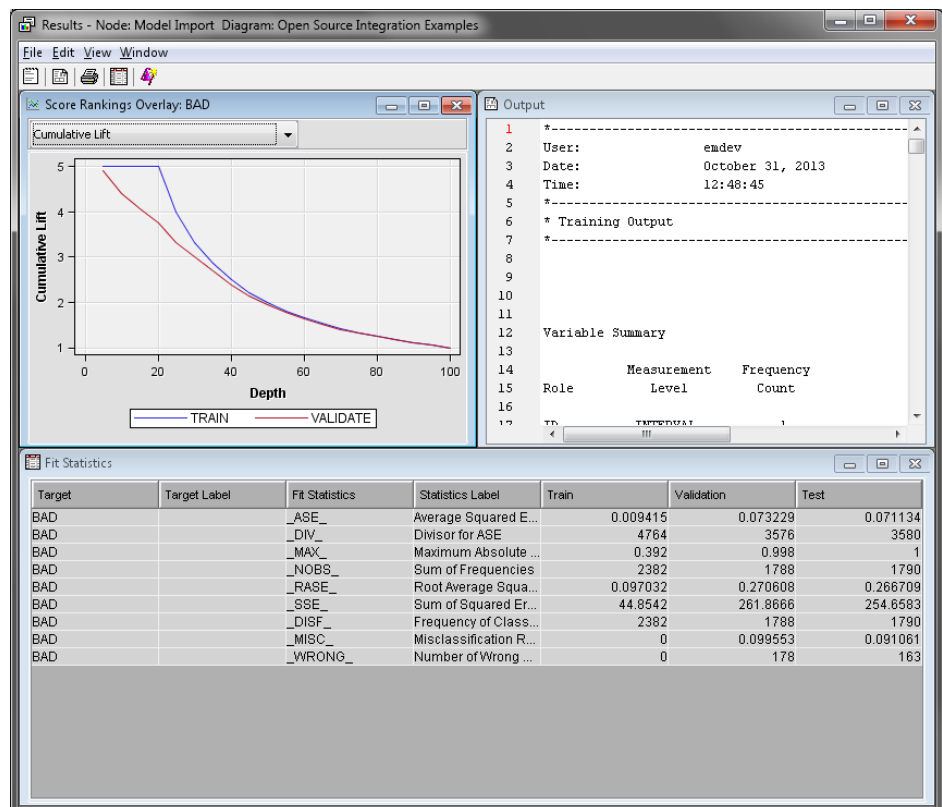 Results - Node: Model Import Diagram: Open Source Integration Examples
File Edit View Window
Score Rankings Overlay: BAD
Cumulative Lift
5
4
3
2
1
Cumulative Lift
0 20 40 60 80 100
Depth
TRAIN VALIDATE
Output
1 *------------------------------------------------------------
2 User: emdev
3 Date: October 31, 2013
4 Time: 12:48:45
5 *------------------------------------------------------------
6 * Training Output
7 *------------------------------------------------------------
8
9
10
11
12 Variable Summary
13
14 Measurement Frequency
15 Role Level Count
16
17 ID INTERVAL 1
Fit Statistics
Target Target Label Fit Statistics Statistics Label Train Validation Test
BAD _ASE_ Average Squared E... 0.009415 0.073229 0.071134
BAD _DIV_ Divisor for ASE 4764 3576 3580
BAD _MAX_ Maximum Absolute ... 0.392 0.998 1
BAD _NOBS_ Sum of Frequencies 2382 1788 1790
BAD _RASE_ Root Average Squa... 0.097032 0.270608 0.266709
BAD _SSE_ Sum of Squared Er... 44.8542 261.8666 254.6583
BAD _DISF_ Frequency of Class... 2382 1788 1790
BAD _MISC_ Misclassification R... 0 0.099553 0.091061
BAD _WRONG_ Number of Wrong ... 0 178 163